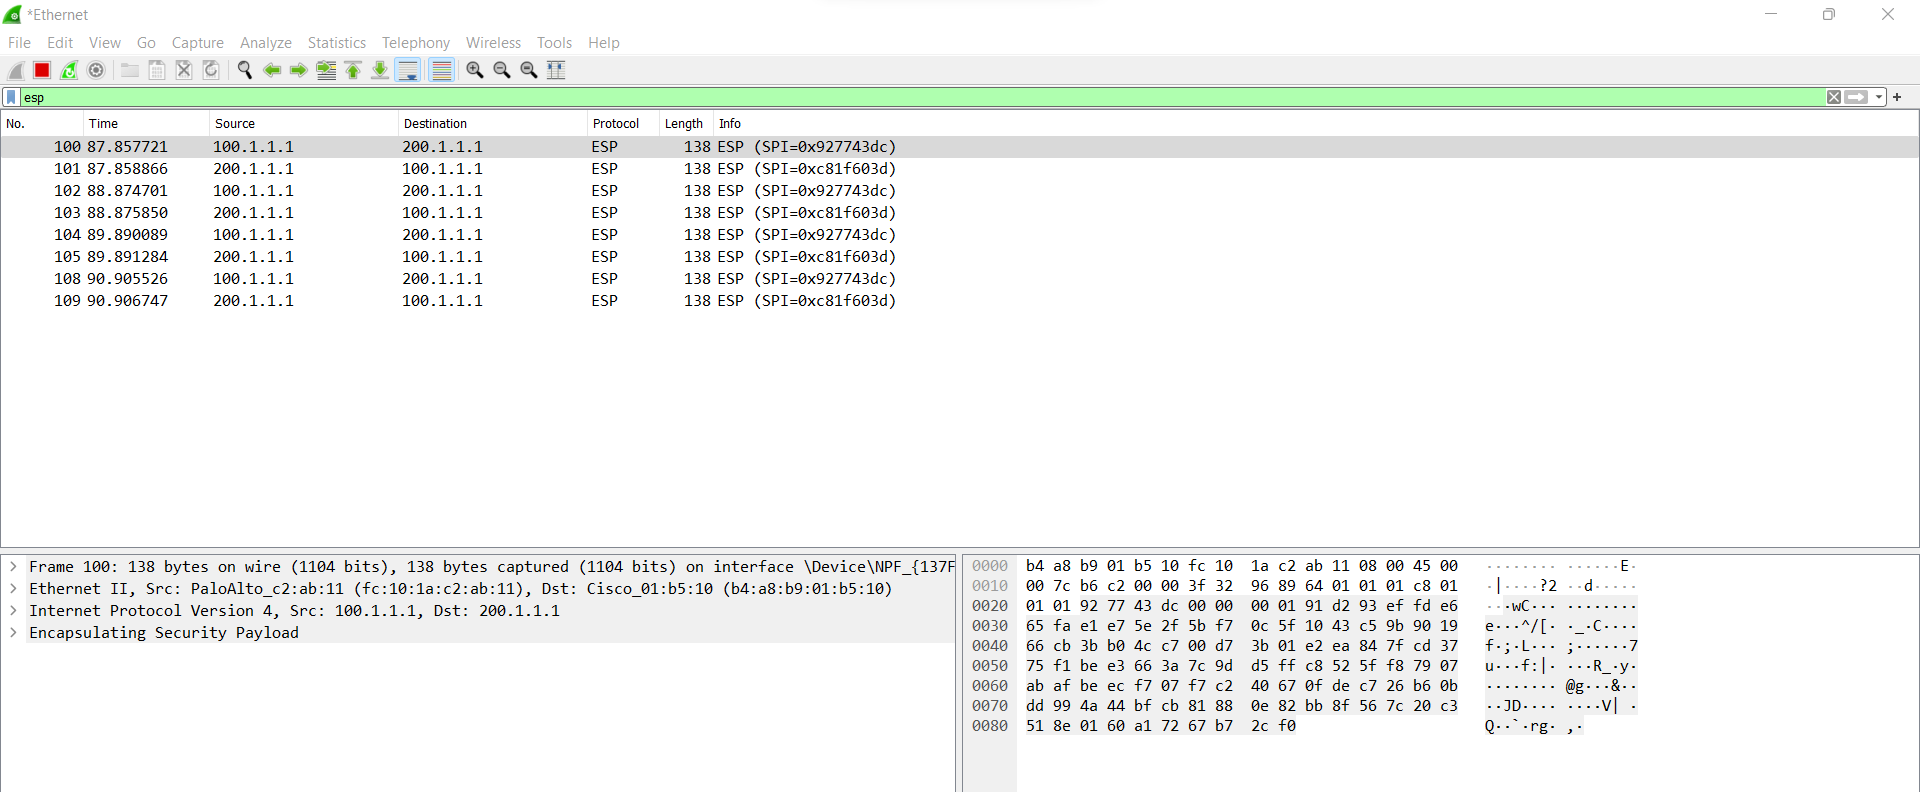 *Ethernet
File Edit View Go Capture Analyze Statistics Telephony Wireless Tools Help
esp
No. Time Source Destination Protocol Length Info
100 87.857721 100.1.1.1 200.1.1.1 ESP 138 ESP (SPI=0x927743dc)
101 87.858866 200.1.1.1 100.1.1.1 ESP 138 ESP (SPI=0xc81f603d)
102 88.874701 100.1.1.1 200.1.1.1 ESP 138 ESP (SPI=0x927743dc)
103 88.875850 200.1.1.1 100.1.1.1 ESP 138 ESP (SPI=0xc81f603d)
104 89.890089 100.1.1.1 200.1.1.1 ESP 138 ESP (SPI=0x927743dc)
105 89.891284 200.1.1.1 100.1.1.1 ESP 138 ESP (SPI=0xc81f603d)
108 90.905526 100.1.1.1 200.1.1.1 ESP 138 ESP (SPI=0x927743dc)
109 90.906747 200.1.1.1 100.1.1.1 ESP 138 ESP (SPI=0xc81f603d)
Frame 100: 138 bytes on wire (1104 bits), 138 bytes captured (1104 bits) on interface \Device\NPF_{137F
Ethernet II, Src: PaloAlto_c2:ab:11 (fc:10:1a:c2:ab:11), Dst: Cisco_01:b5:10 (b4:a8:b9:01:b5:10)
Internet Protocol Version 4, Src: 100.1.1.1, Dst: 200.1.1.1
Encapsulating Security Payload
0000 b4 a8 b9 01 b5 10 fc 10 1a c2 ab 11 08 00 45 00 ········ ······E·
0010 00 7c b6 c2 00 00 3f 32 96 89 64 01 01 01 c8 01 ·|····?2 ··d·····
0020 01 01 92 77 43 dc 00 00 00 01 91 d2 93 ef fd e6 ···wC··· ········
0030 65 fa e1 e7 5e 2f 5b f7 0c 5f 10 43 c5 9b 90 19 e···^/[· ·_·C····
0040 66 cb 3b b0 4c c7 00 d7 3b 01 e2 ea 84 7f cd 37 f·;·L··· ;······7
0050 75 f1 be e3 66 3a 7c 9d d5 ff c8 52 5f f8 79 07 u···f:|· ···R_·y·
0060 ab af be ec f7 07 f7 c2 40 67 0f de c7 26 b6 0b ········ @g···&··
0070 dd 99 4a 44 bf cb 81 88 0e 82 bb 8f 56 7c 20 c3 ··JD···· ····V| ·
0080 51 8e 01 60 a1 72 67 b7 2c f0 Q··`·rg· ,·